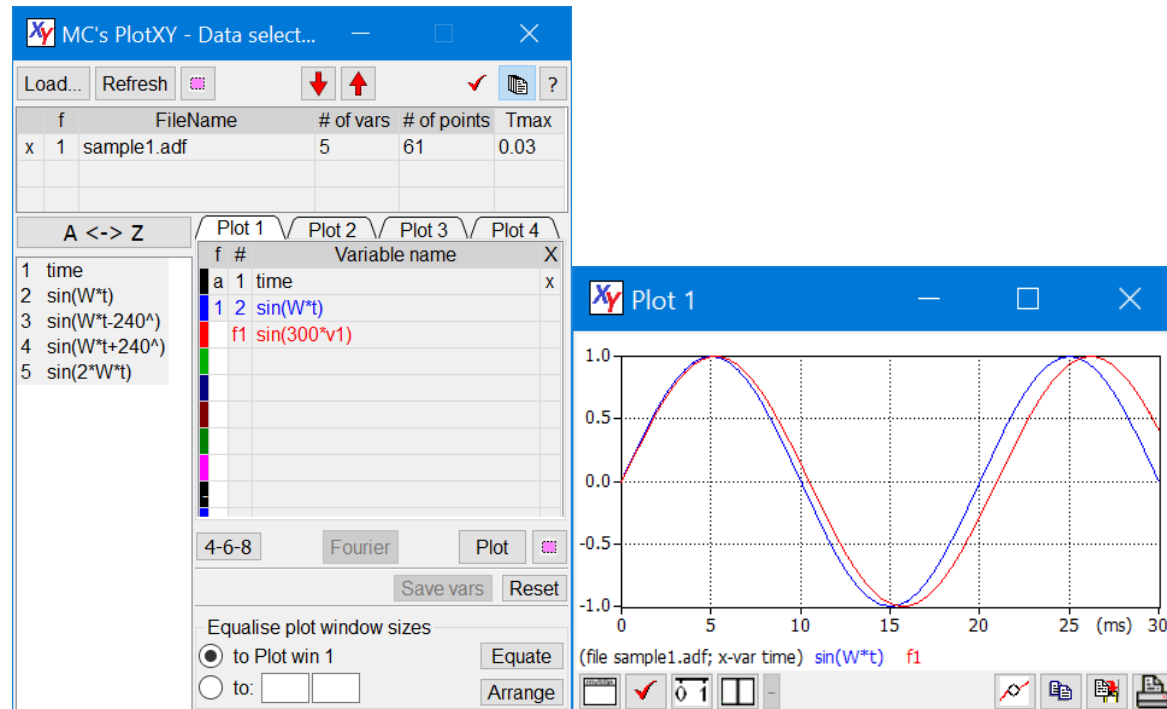 Xy MC's PlotXY - Data select...
Load... Refresh ?
f FileName # of vars # of points Tmax
x 1 sample1.adf 5 61 0.03
A <-> Z
1 time
2 sin(W*t)
3 sin(W*t-240^)
4 sin(W*t+240^)
5 sin(2*W*t)
Plot 1 Plot 2 Plot 3 Plot 4
f # Variable name X
a 1 time x
1 2 sin(W*t)
f1 sin(300*v1)
4-6-8 Fourier Plot
Save vars Reset
Equalise plot window sizes
to Plot win 1 Equate
to: Arrange
Xy Plot 1
1.0
0.5
0.0
-0.5
-1.0
0 5 10 15 20 25 (ms) 30
(file sample1.adf; x-var time) sin(W*t) f1
0 1